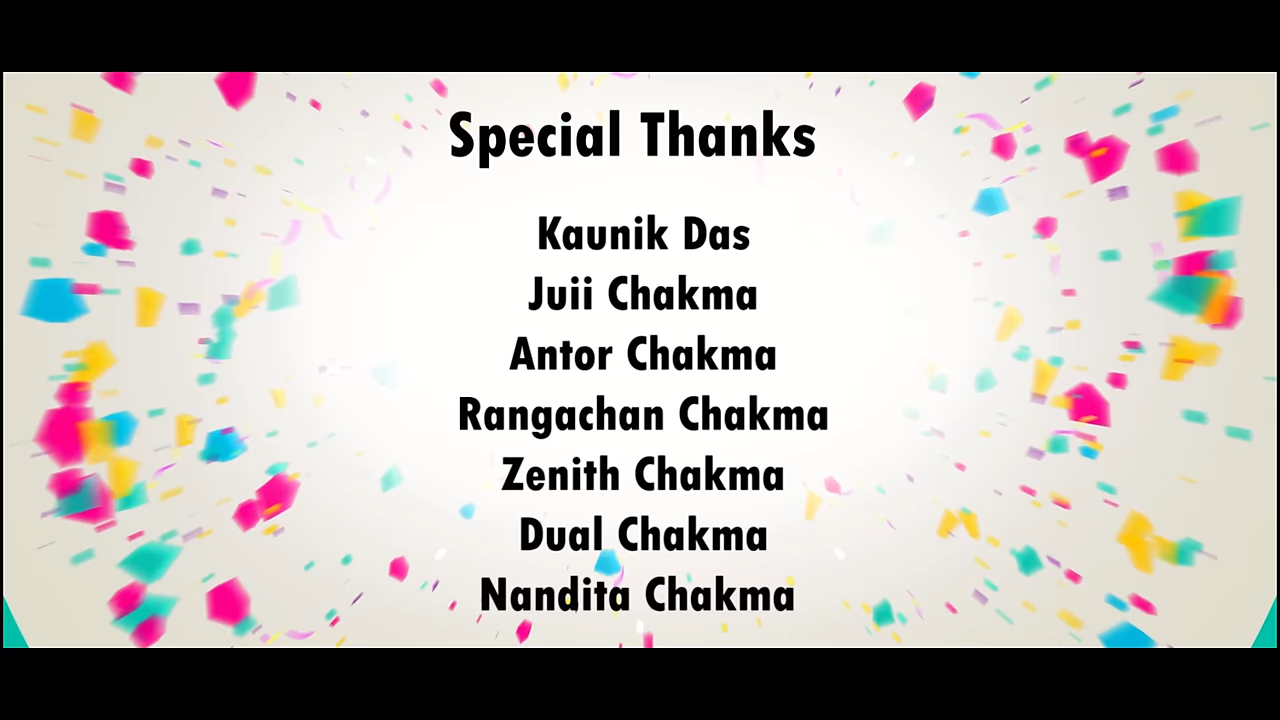 Special Thanks
Kaunik Das
Juii Chakma
Antor Chakma
Rangachan Chakma
Zenith Chakma
Dual Chakma
Nandita Chakma